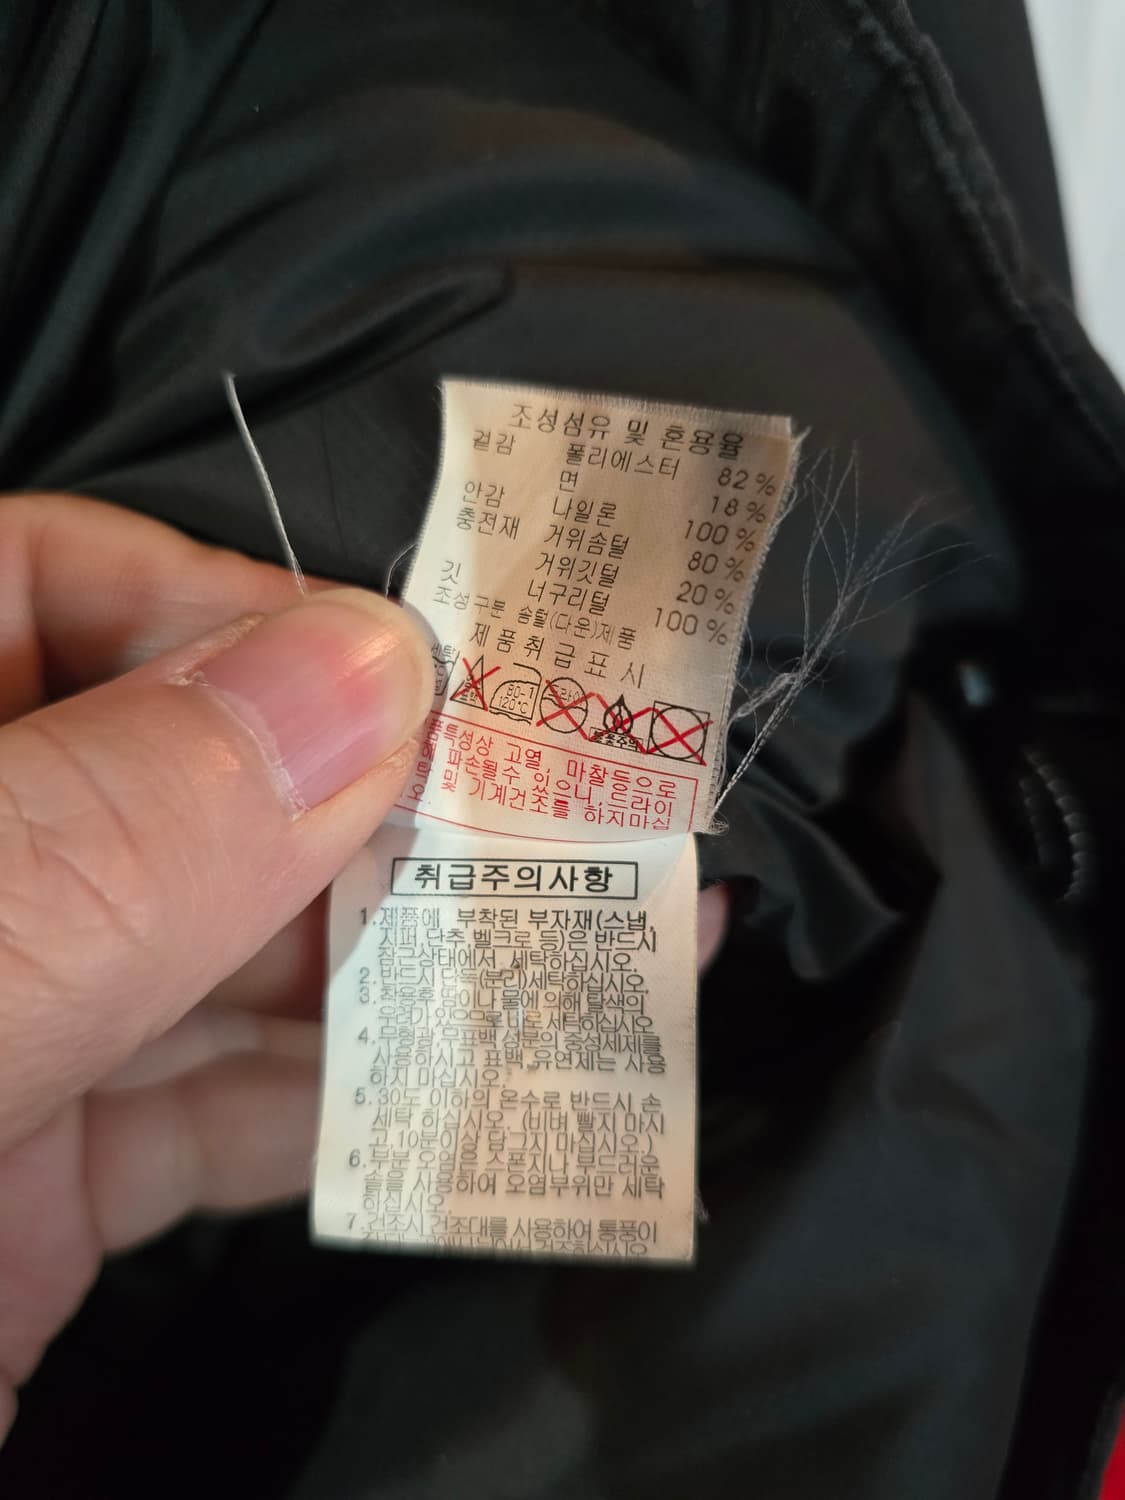 조성섬유 및 혼용율
겉감 폴리에스터 82%
면 18%
안감 나일론 100%
충전재 거위솜털 80%
거위깃털 20%
깃 너구리털 100%
조성구분 솜털(다운)제품
제품취급표시
80-120℃
드라이
품특성상 고열, 마찰등으로
해 파손될수 있으니,드라이
및 기계건조를 하지마십
오
취급주의사항
1.제품에 부착된 부자재(스냅,
지퍼,단추,벨크로 등)은 반드시
잠근상태에서 세탁하십시오.
2.반드시 단독(분리)세탁하십시오.
3.착용후 땀이나 물에 의해 탈색의
우려가 있으므로 바로 세탁하십시오
4.무형광,무표백 성분의 중성세제를
사용하시고 표백,유연제는 사용
하지 마십시오.
5.30도 이하의 온수로 반드시 손
세탁 하십시오. (비벼 빨지 마시
고,10분이상 담그지 마십시오.)
6.부분 오염은 스폰지나 부드러운
솔을 사용하여 오염부위만 세탁
하십시오.
7.건조시 건조대를 사용하여 통풍이
건조하십시오